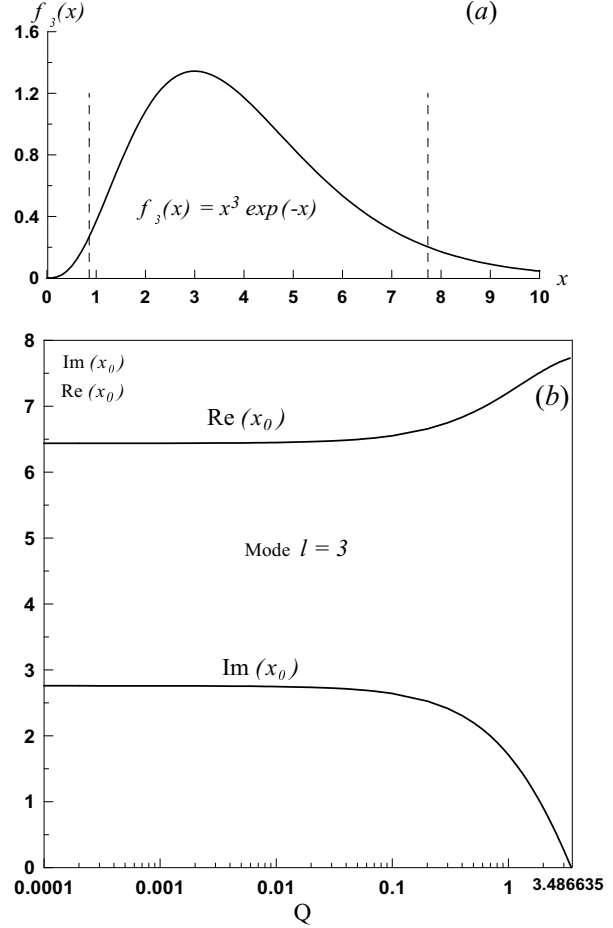 f₃(x)
(a)
1.6
1.2
0.8
0.4
0
f₃(x) = x³ exp(-x)
0 1 2 3 4 5 6 7 8 9 10 x
8
Im (x₀)
Re (x₀)
(b)
7
Re (x₀)
6
5
Mode l = 3
4
3
Im (x₀)
2
1
0
0.0001 0.001 0.01 0.1 1 3.486635
Q